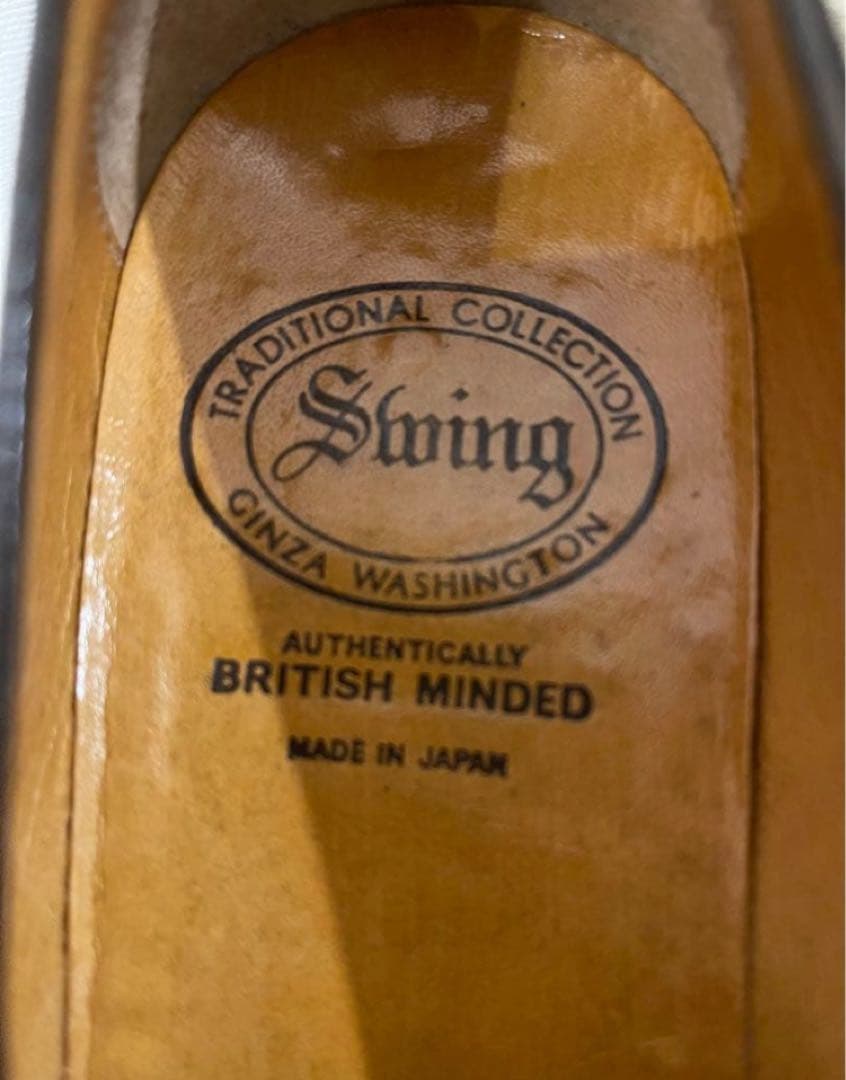 TRADITIONAL COLLECTION
Swing
GINZA WASHINGTON
AUTHENTICALLY
BRITISH MINDED
MADE IN JAPAN